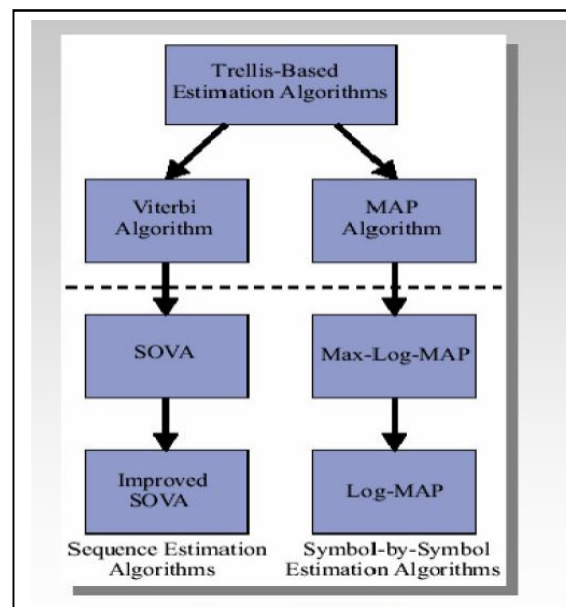 Trellis-Based
Estimation Algorithms
Viterbi
Algorithm
MAP
Algorithm
SOVA
Max-Log-MAP
Improved
SOVA
Log-MAP
Sequence Estimation
Algorithms
Symbol-by-Symbol
Estimation Algorithms